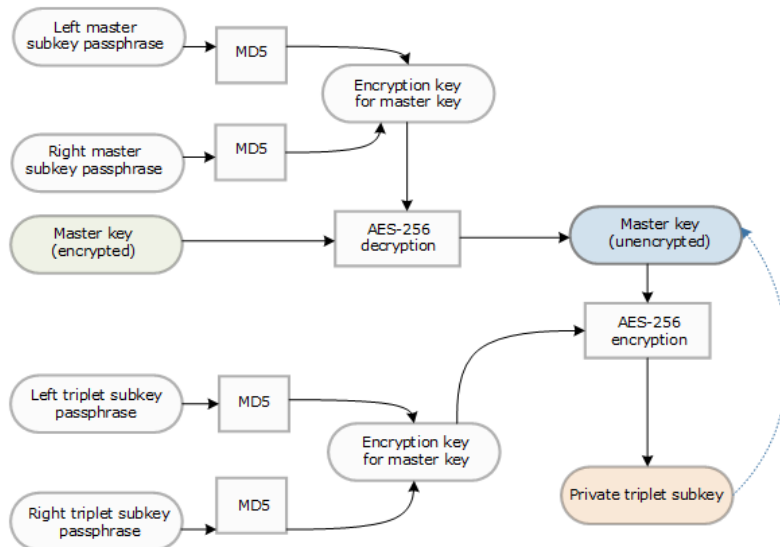 Left master
subkey passphrase
MD5
Encryption key
for master key
Right master
subkey passphrase
MD5
Master key
(encrypted)
AES-256
decryption
Master key
(unencrypted)
AES-256
encryption
Left triplet subkey
passphrase
MD5
Encryption key
for master key
Private triplet subkey
Right triplet subkey
passphrase
MD5